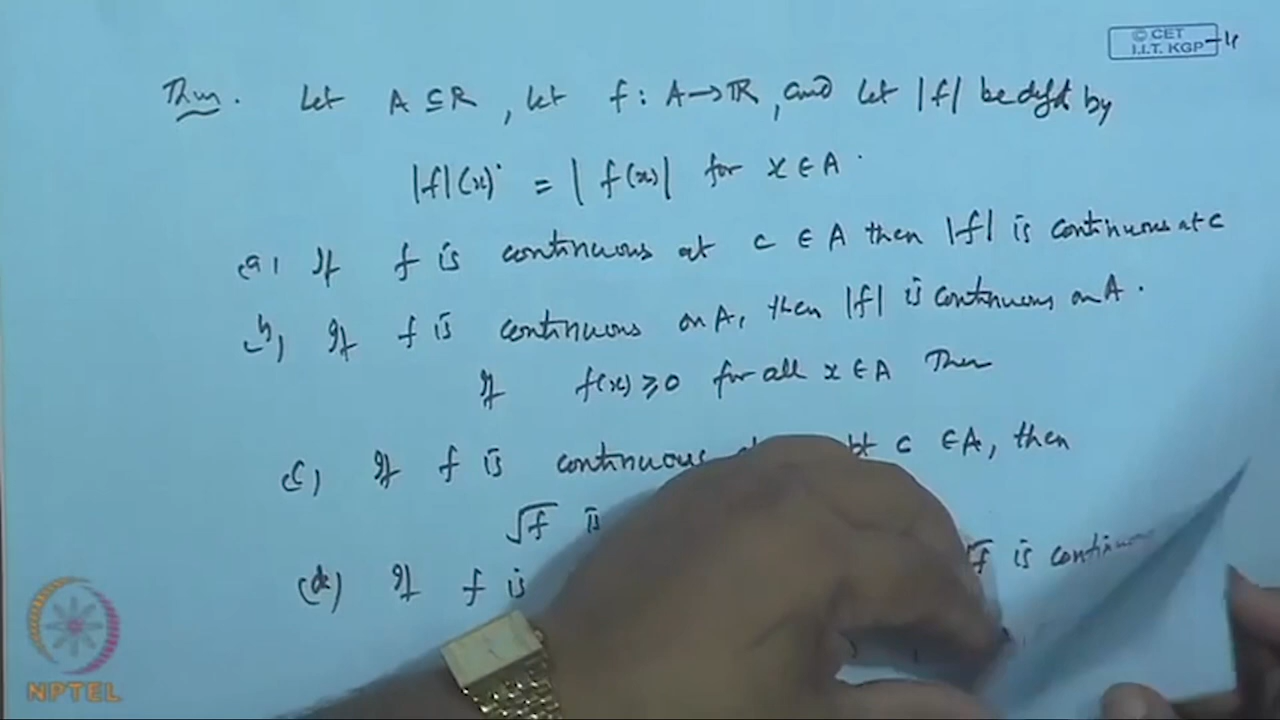 © CET
I.I.T. KGP
Thm. Let A ⊆ R, let f : A → R, and let |f| be defd by
|f|(x) = |f(x)| for x ∈ A.
(a) If f is continuous at c ∈ A then |f| is continuous at c
(b) If f is continuous on A, then |f| is continuous on A.
If f(x) ≥ 0 for all x ∈ A Then
(c) If f is continuous c ∈ A, then
√f is
(d) If f is √f is continuous
NPTEL